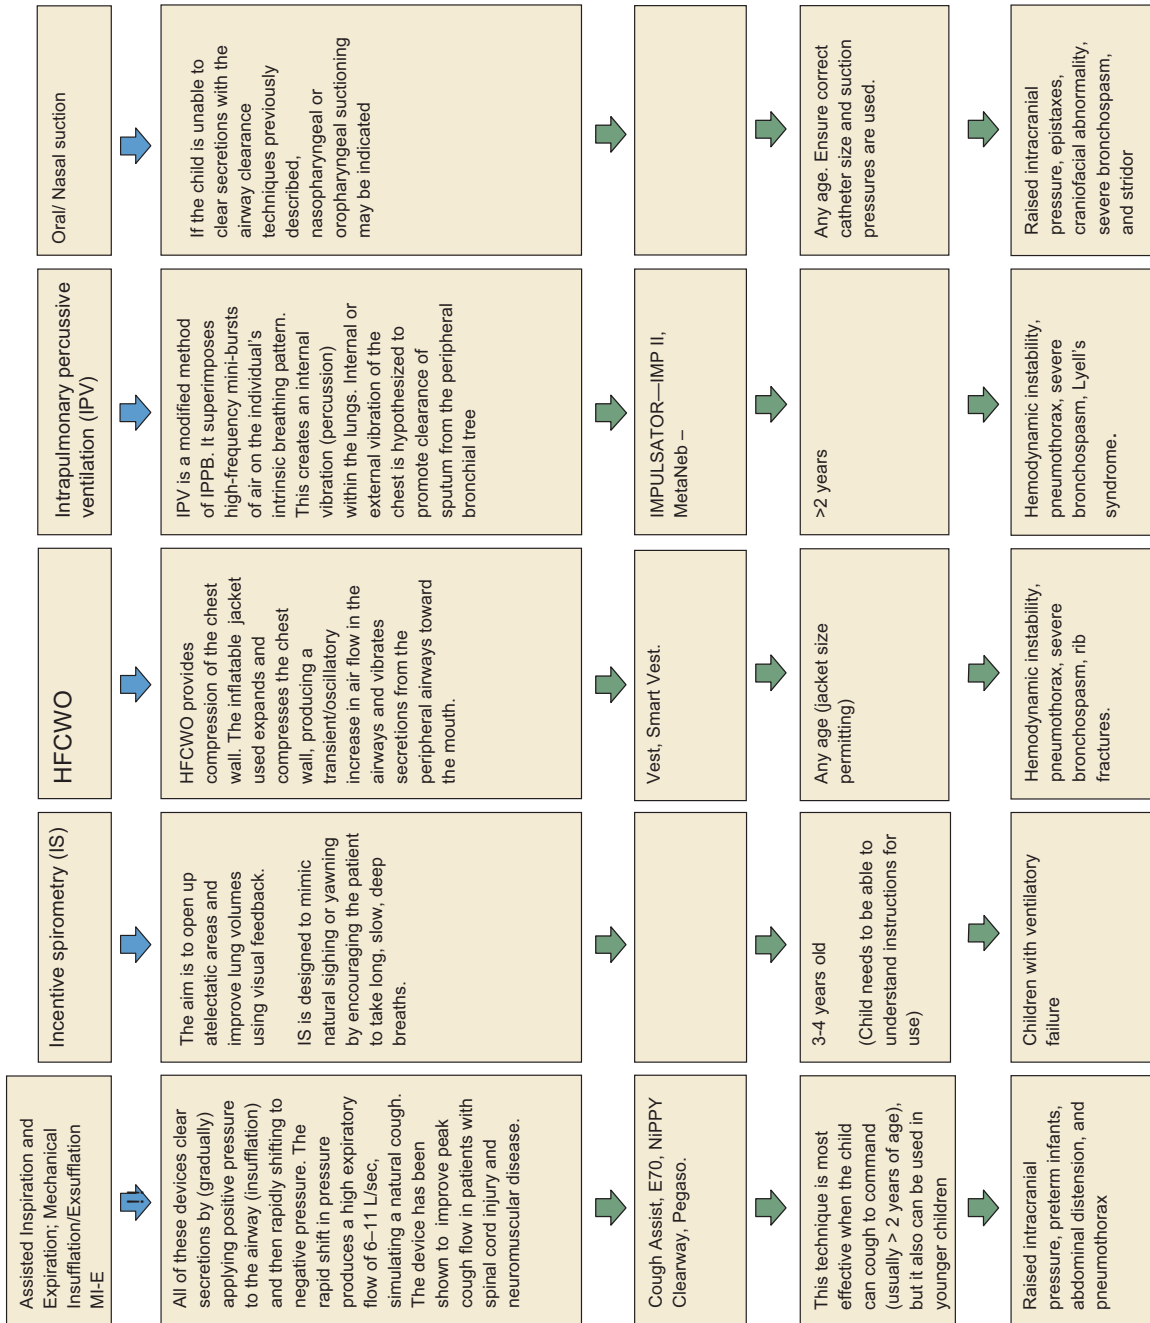 Assisted Inspiration and
Expiration; Mechanical
Insufflation/Exsufflation
MI-E
All of these devices clear
secretions by (gradually)
applying positive pressure
to the airway (insufflation)
and then rapidly shifting to
negative pressure. The
rapid shift in pressure
produces a high expiratory
flow of 6–11 L/sec,
simulating a natural cough.
The device has been
shown to improve peak
cough flow in patients with
spinal cord injury and
neuromuscular disease.
Cough Assist, E70, NiPPY
Clearway, Pegaso.
This technique is most
effective when the child
can cough to command
(usually > 2 years of age),
but it also can be used in
younger children
Raised intracranial
pressure, preterm infants,
abdominal distension, and
pneumothorax
Incentive spirometry (IS)
The aim is to open up
atelectatic areas and
improve lung volumes
using visual feedback.
IS is designed to mimic
natural sighing or yawning
by encouraging the patient
to take long, slow, deep
breaths.
3-4 years old
(Child needs to be able to
understand instructions for
use)
Children with ventilatory
failure
HFCWO
HFCWO provides
compression of the chest
wall. The inflatable jacket
used expands and
compresses the chest
wall, producing a
transient/oscillatory
increase in air flow in the
airways and vibrates
secretions from the
peripheral airways toward
the mouth.
Vest, Smart Vest.
Any age (jacket size
permitting)
Hemodynamic instability,
pneumothorax, severe
bronchospasm, rib
fractures.
Intrapulmonary percussive
ventilation (IPV)
IPV is a modified method
of IPPB. It superimposes
high-frequency mini-bursts
of air on the individual's
intrinsic breathing pattern.
This creates an internal
vibration (percussion)
within the lungs. Internal or
external vibration of the
chest is hypothesized to
promote clearance of
sputum from the peripheral
bronchial tree
IMPULSATOR—IMP II,
MetaNeb –
>2 years
Hemodynamic instability,
pneumothorax, severe
bronchospasm, Lyell's
syndrome.
Oral/ Nasal suction
If the child is unable to
clear secretions with the
airway clearance
techniques previously
described,
nasopharyngeal or
oropharyngeal suctioning
may be indicated
Any age. Ensure correct
catheter size and suction
pressures are used.
Raised intracranial
pressure, epistaxes,
craniofacial abnormality,
severe bronchospasm,
and stridor